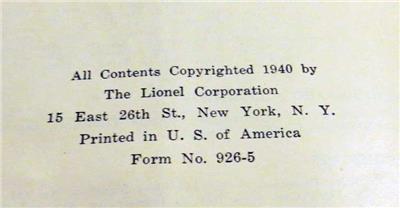 All Contents Copyrighted 1940 by
The Lionel Corporation
15 East 26th St., New York, N. Y.
Printed in U. S. of America
Form No. 926-5